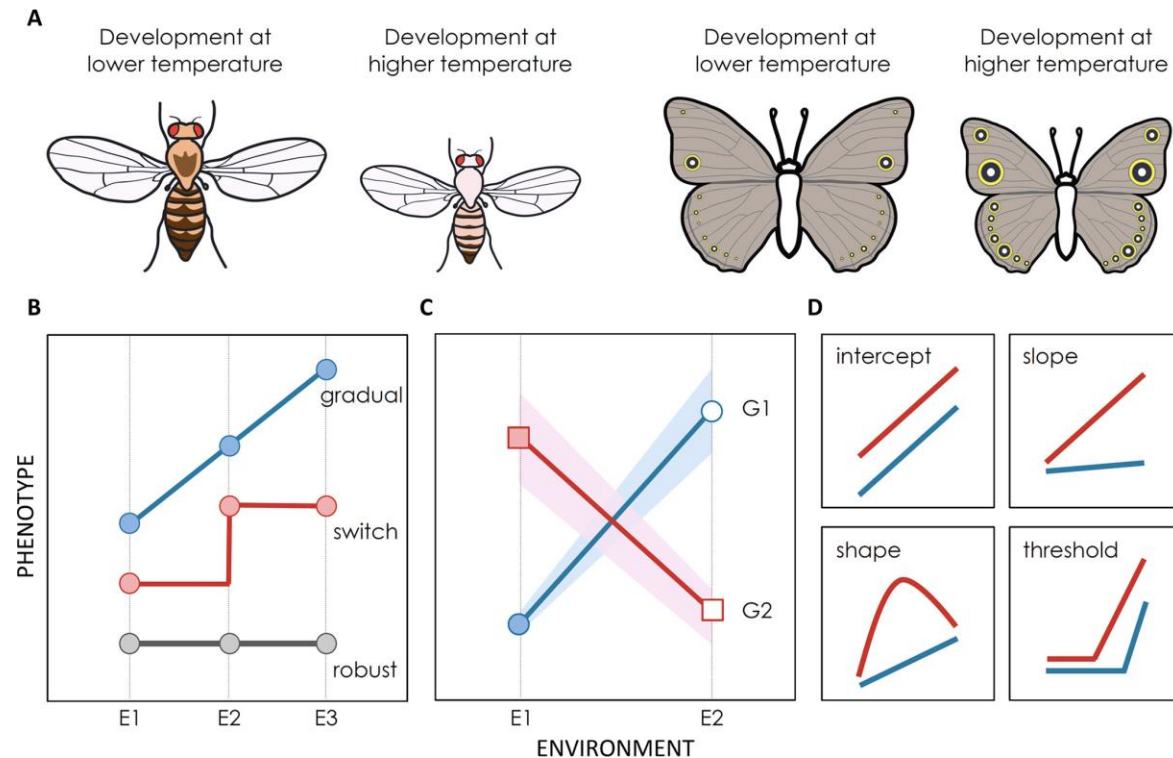 A
Development at
lower temperature
Development at
higher temperature
Development at
lower temperature
Development at
higher temperature
B
PHENOTYPE
gradual
switch
robust
E1
E2
E3
C
G1
G2
E1
E2
ENVIRONMENT
D
intercept
slope
shape
threshold